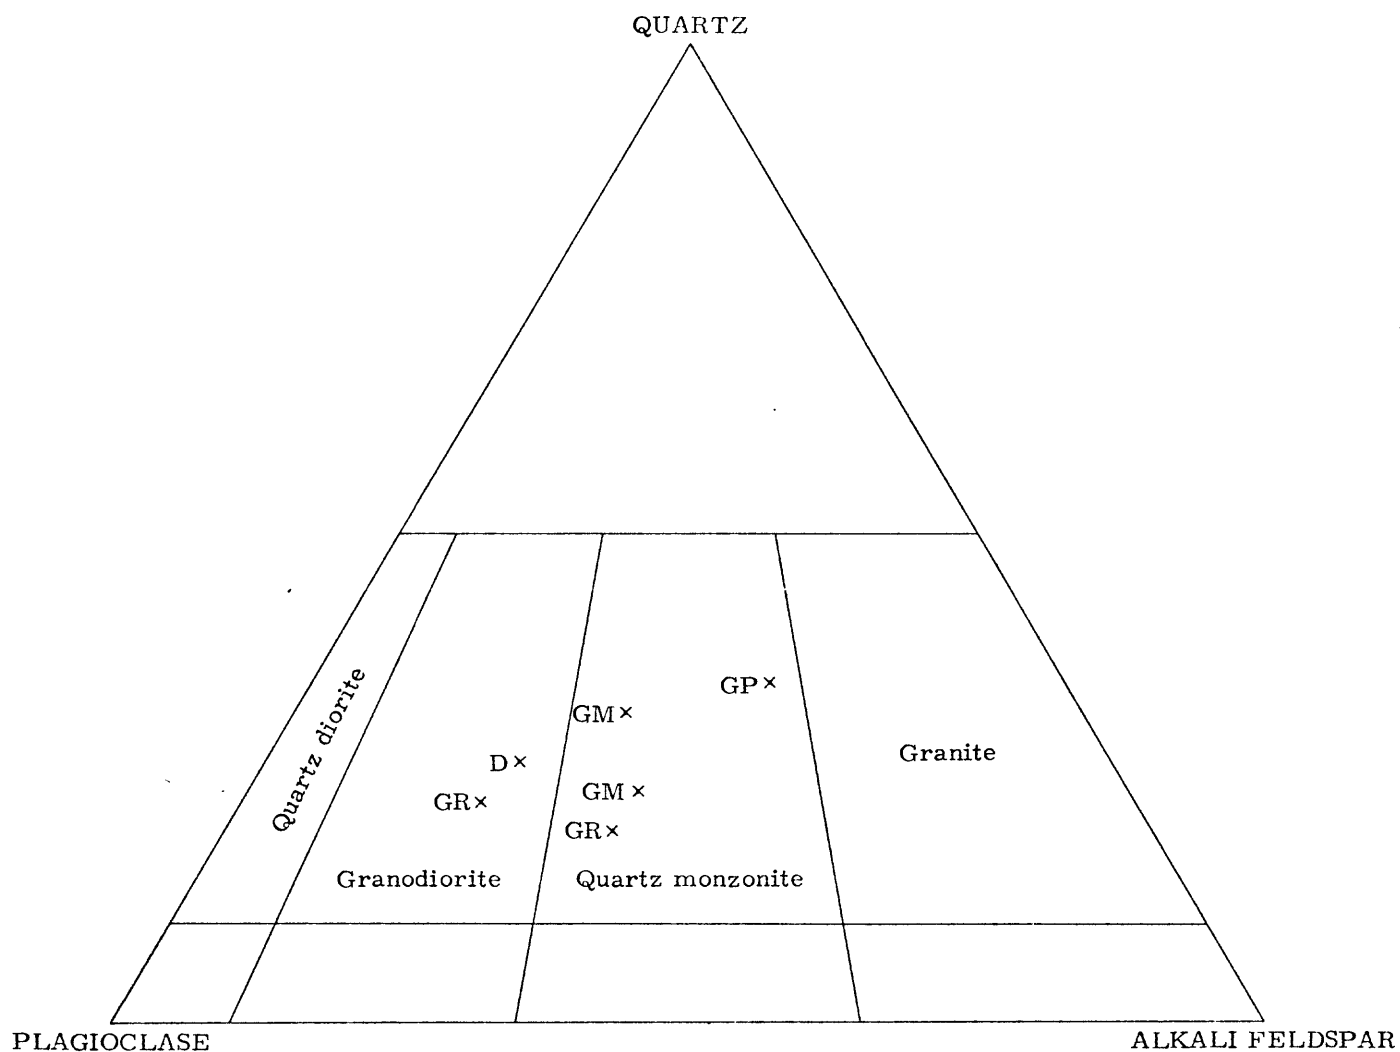 QUARTZ
Quartz diorite
GP×
GM×
Granite
D×
GM×
GR×
GR×
Granodiorite
Quartz monzonite
PLAGIOCLASE
ALKALI FELDSPAR